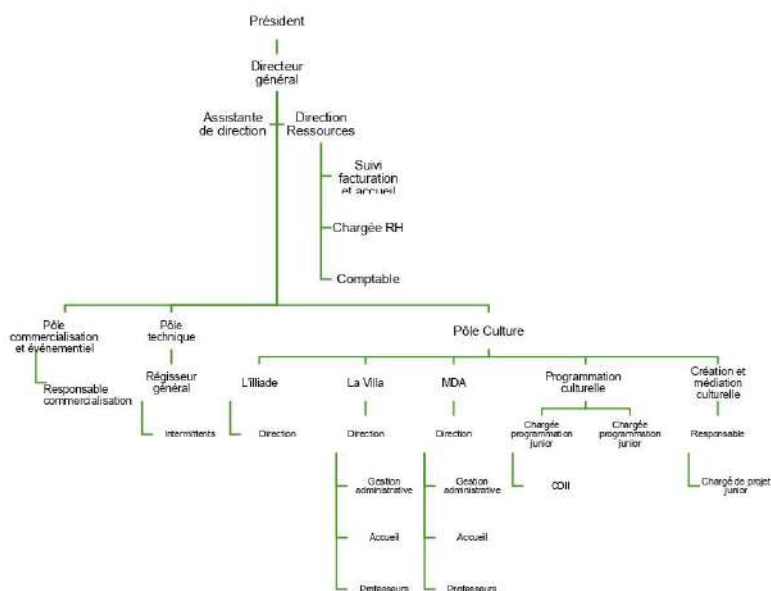 Président
Directeur
général
Assistante
de direction
Direction
Ressources
Suivi
facturation
et accueil
Chargée RH
Comptable
Pôle
commercialisation
et événementiel
Pôle
technique
Pôle Culture
Responsable
commercialisation
Régisseur
général
L'illiade
La Villa
MDA
Programmation
culturelle
Création et
médiation
culturelle
Intermittents
Direction
Direction
Direction
Chargée
programmation
junior
Chargée
programmation
junior
Responsable
Gestion
administrative
Gestion
administrative
Chargé de projet
junior
Accueil
Accueil
Professeurs
Professeurs